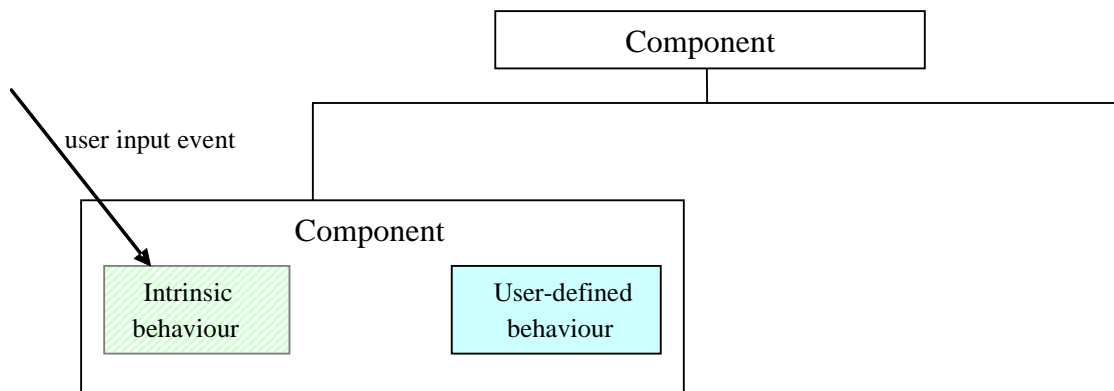 Component
user input event
Component
Intrinsic
behaviour
User-defined
behaviour